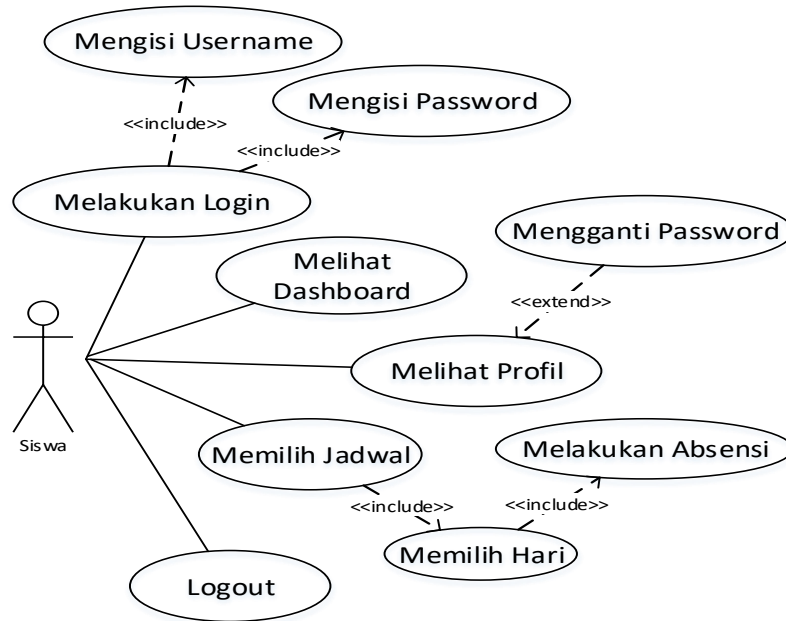 Mengisi Username
Mengisi Password
<<include>>
<<include>>
Melakukan Login
Mengganti Password
Melihat
Dashboard
<<extend>>
Melihat Profil
Siswa
Memilih Jadwal
Melakukan Absensi
<<include>>
<<include>>
Memilih Hari
Logout